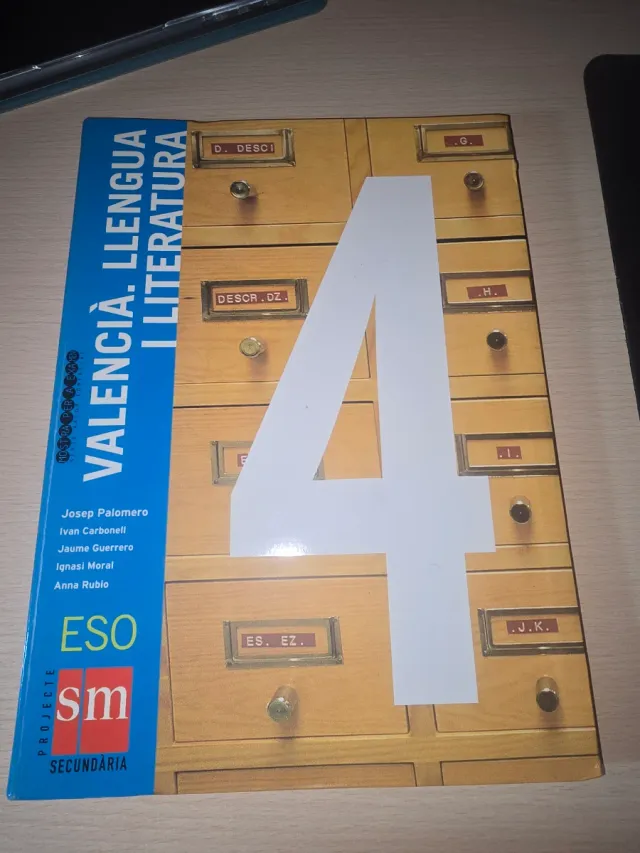 VALENCIÀ. LLENGUA
I LITERATURA
Josep Palomero
Ivan Carbonell
Jaume Guerrero
Ignasi Moral
Anna Rubio
ESO
PROJECTE
sm
SECUNDÀRIA
4
D. DESCI
.G.
DESCR.DZ.
.H.
.I.
ES. EZ.
.J.K.